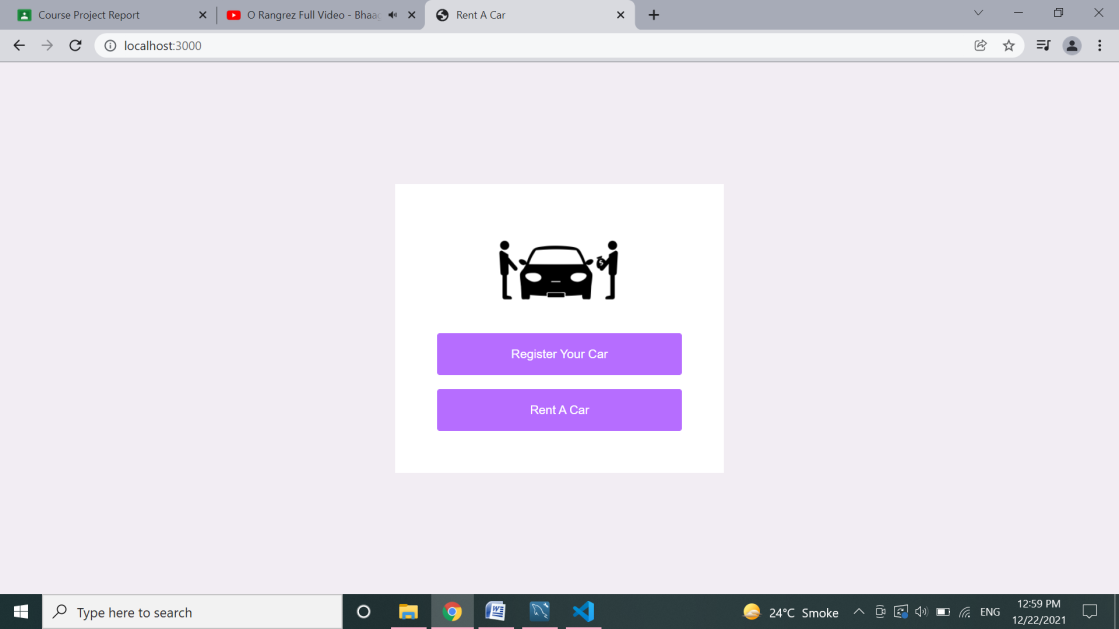 Course Project Report
O Rangrez Full Video - Bhaag
Rent A Car
localhost:3000
Register Your Car
Rent A Car
Type here to search
24°C Smoke
ENG
12:59 PM
12/22/2021